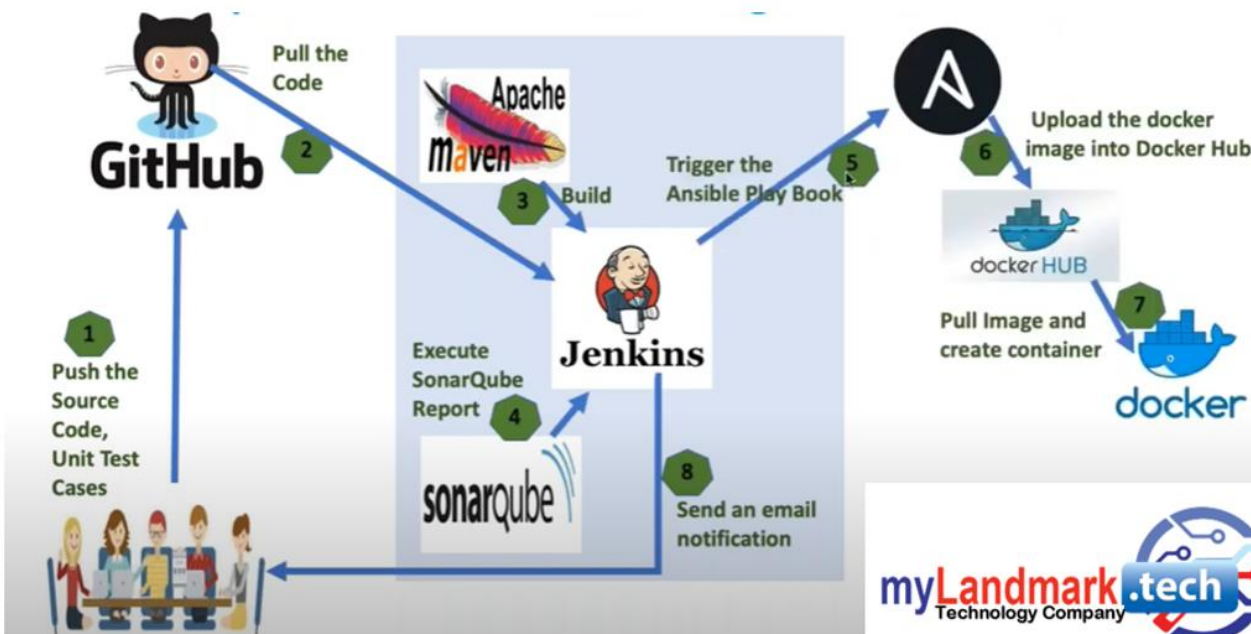 GitHub
Pull the
Code
2
Apache
maven
3
Build
Trigger the
Ansible Play Book
5
A
6
Upload the docker
image into Docker Hub
docker HUB
7
Pull Image and
create container
docker
1
Push the
Source
Code,
Unit Test
Cases
Jenkins
Execute
SonarQube
Report
4
sonarqube
8
Send an email
notification
myLandmark.tech
Technology Company